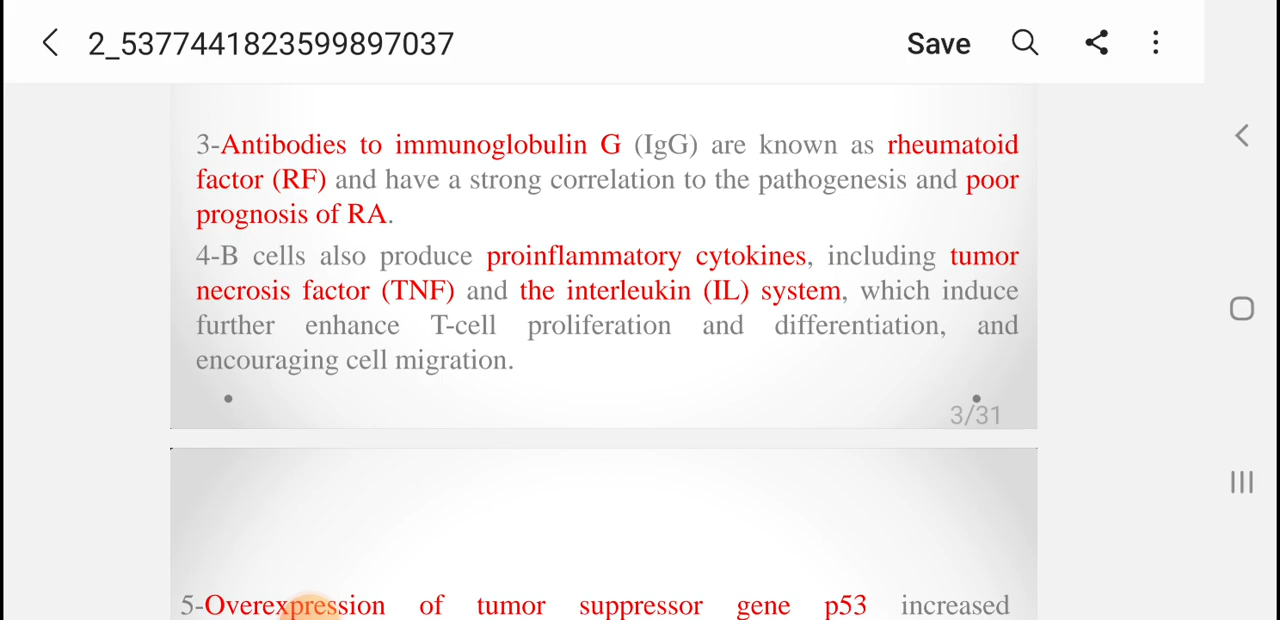 2_5377441823599897037
Save
3-Antibodies to immunoglobulin G (IgG) are known as rheumatoid
factor (RF) and have a strong correlation to the pathogenesis and poor
prognosis of RA.
4-B cells also produce proinflammatory cytokines, including tumor
necrosis factor (TNF) and the interleukin (IL) system, which induce
further enhance T-cell proliferation and differentiation, and
encouraging cell migration.
3/31
5-Overexpression of tumor suppressor gene p53 increased